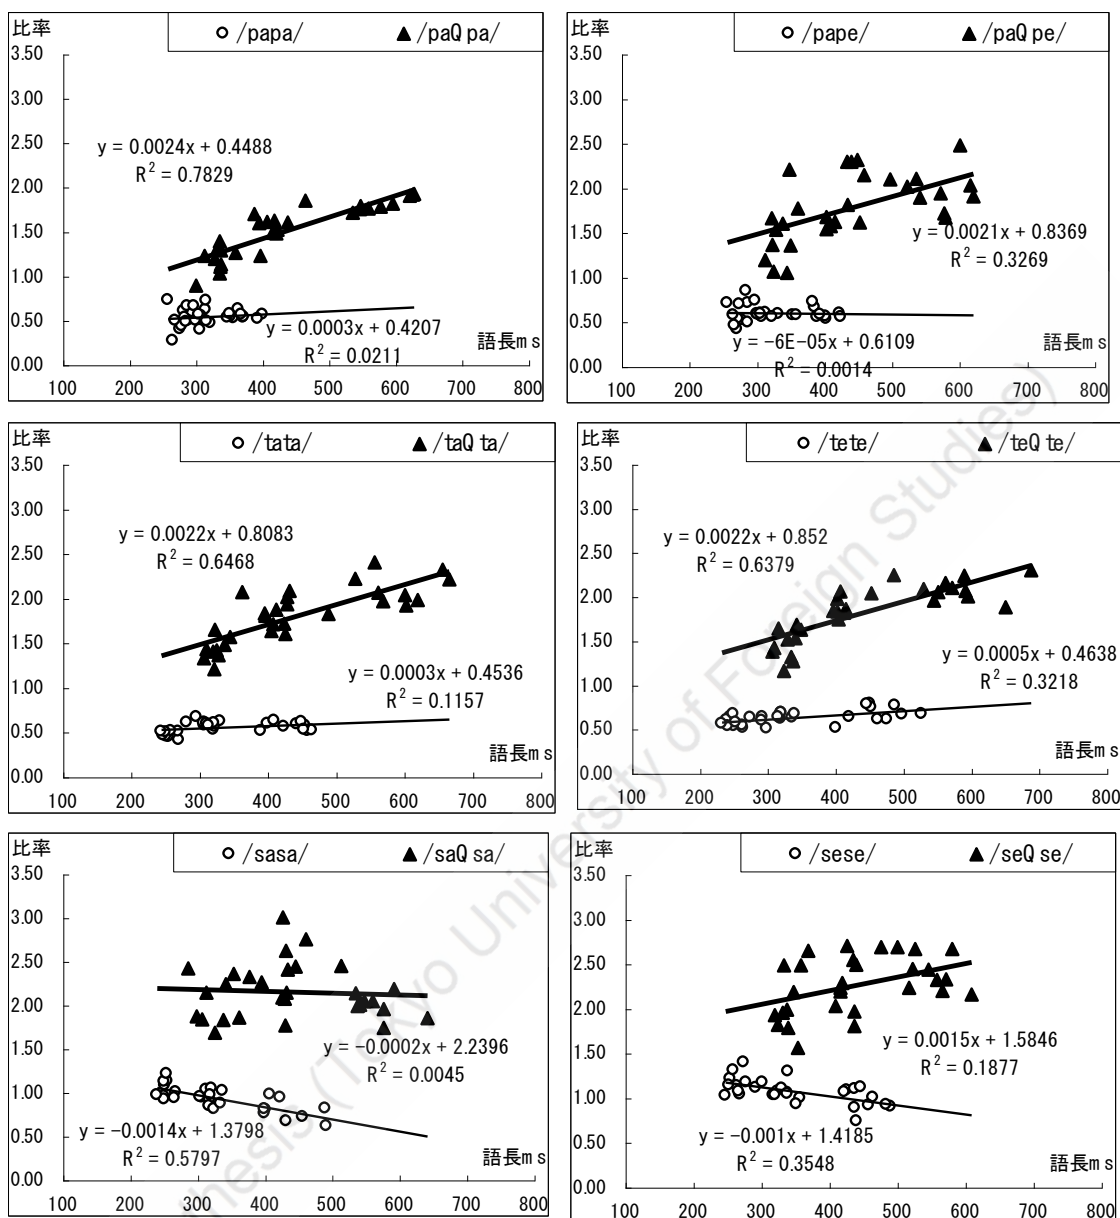 比率
○ /papa/ ▲ /paQ pa/
3.50
3.00
2.50
2.00
1.50
1.00
0.50
0.00
y = 0.0024x + 0.4488
R² = 0.7829
y = 0.0003x + 0.4207
R² = 0.0211
語長ms
100 200 300 400 500 600 700 800
比率
○ /pape/ ▲ /paQ pe/
3.50
3.00
2.50
2.00
1.50
1.00
0.50
0.00
y = 0.0021x + 0.8369
R² = 0.3269
y = −6E-05x + 0.6109
R² = 0.0014
語長ms
100 200 300 400 500 600 700 800
比率
○ /tata/ ▲ /taQ ta/
3.50
3.00
2.50
2.00
1.50
1.00
0.50
0.00
y = 0.0022x + 0.8083
R² = 0.6468
y = 0.0003x + 0.4536
R² = 0.1157
語長ms
100 200 300 400 500 600 700 800
比率
○ /tete/ ▲ /teQ te/
3.50
3.00
2.50
2.00
1.50
1.00
0.50
0.00
y = 0.0022x + 0.852
R² = 0.6379
y = 0.0005x + 0.4638
R² = 0.3218
語長ms
100 200 300 400 500 600 700 800
比率
○ /sasa/ ▲ /saQ sa/
3.50
3.00
2.50
2.00
1.50
1.00
0.50
0.00
y = −0.0002x + 2.2396
R² = 0.0045
y = −0.0014x + 1.3798
R² = 0.5797
語長ms
100 200 300 400 500 600 700 800
比率
○ /sese/ ▲ /seQ se/
3.50
3.00
2.50
2.00
1.50
1.00
0.50
0.00
y = 0.0015x + 1.5846
R² = 0.1877
y = −0.001x + 1.4185
R² = 0.3548
語長ms
100 200 300 400 500 600 700 800
thesis (Tokyo University of Foreign Studies)